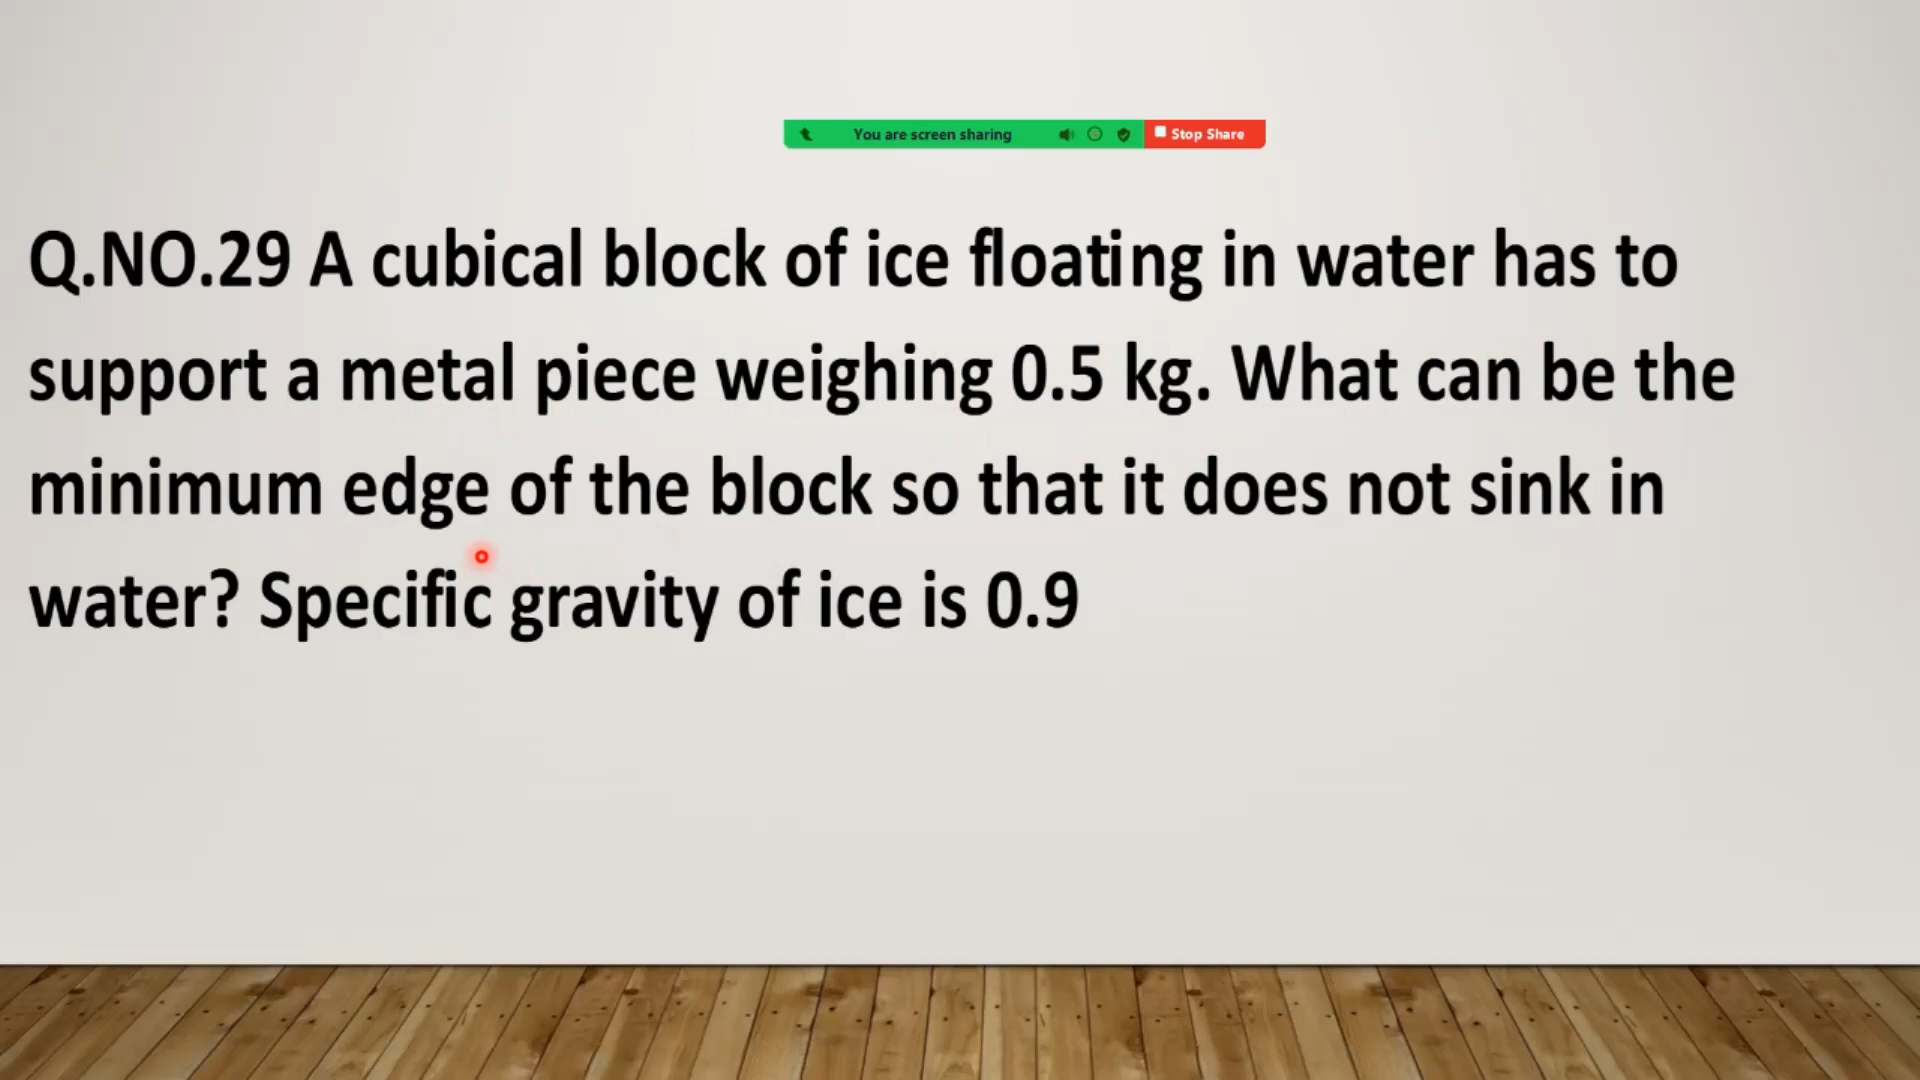 You are screen sharing
Stop Share
Q.NO.29 A cubical block of ice floating in water has to
support a metal piece weighing 0.5 kg. What can be the
minimum edge of the block so that it does not sink in
water? Specific gravity of ice is 0.9